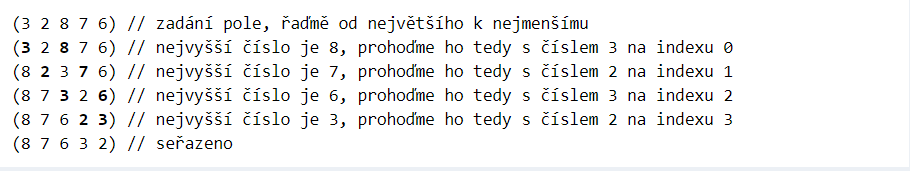 (3 2 8 7 6) // zadání pole, řaďmě od největšího k nejmenšímu
(3 2 8 7 6) // nejvyšší číslo je 8, prohoďme ho tedy s číslem 3 na indexu 0
(8 2 3 7 6) // nejvyšší číslo je 7, prohoďme ho tedy s číslem 2 na indexu 1
(8 7 3 2 6) // nejvyšší číslo je 6, prohoďme ho tedy s číslem 3 na indexu 2
(8 7 6 2 3) // nejvyšší číslo je 3, prohoďme ho tedy s číslem 2 na indexu 3
(8 7 6 3 2) // seřazeno